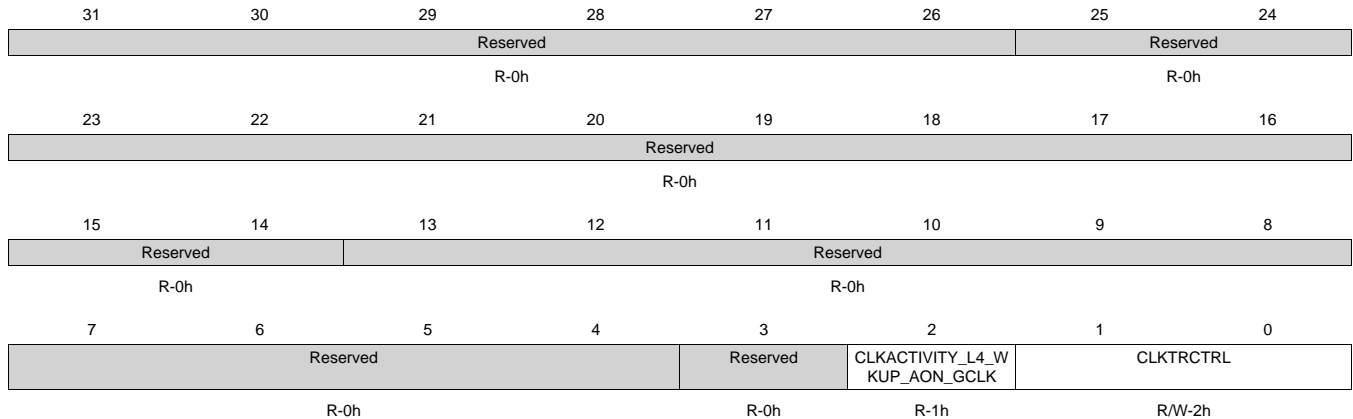 31 30 29 28 27 26 25 24
Reserved Reserved
R-0h R-0h
23 22 21 20 19 18 17 16
Reserved
R-0h
15 14 13 12 11 10 9 8
Reserved Reserved
R-0h R-0h
7 6 5 4 3 2 1 0
Reserved Reserved CLKACTIVITY_L4_W CLKTRCTRL
KUP_AON_GCLK
R-0h R-0h R-1h R/W-2h